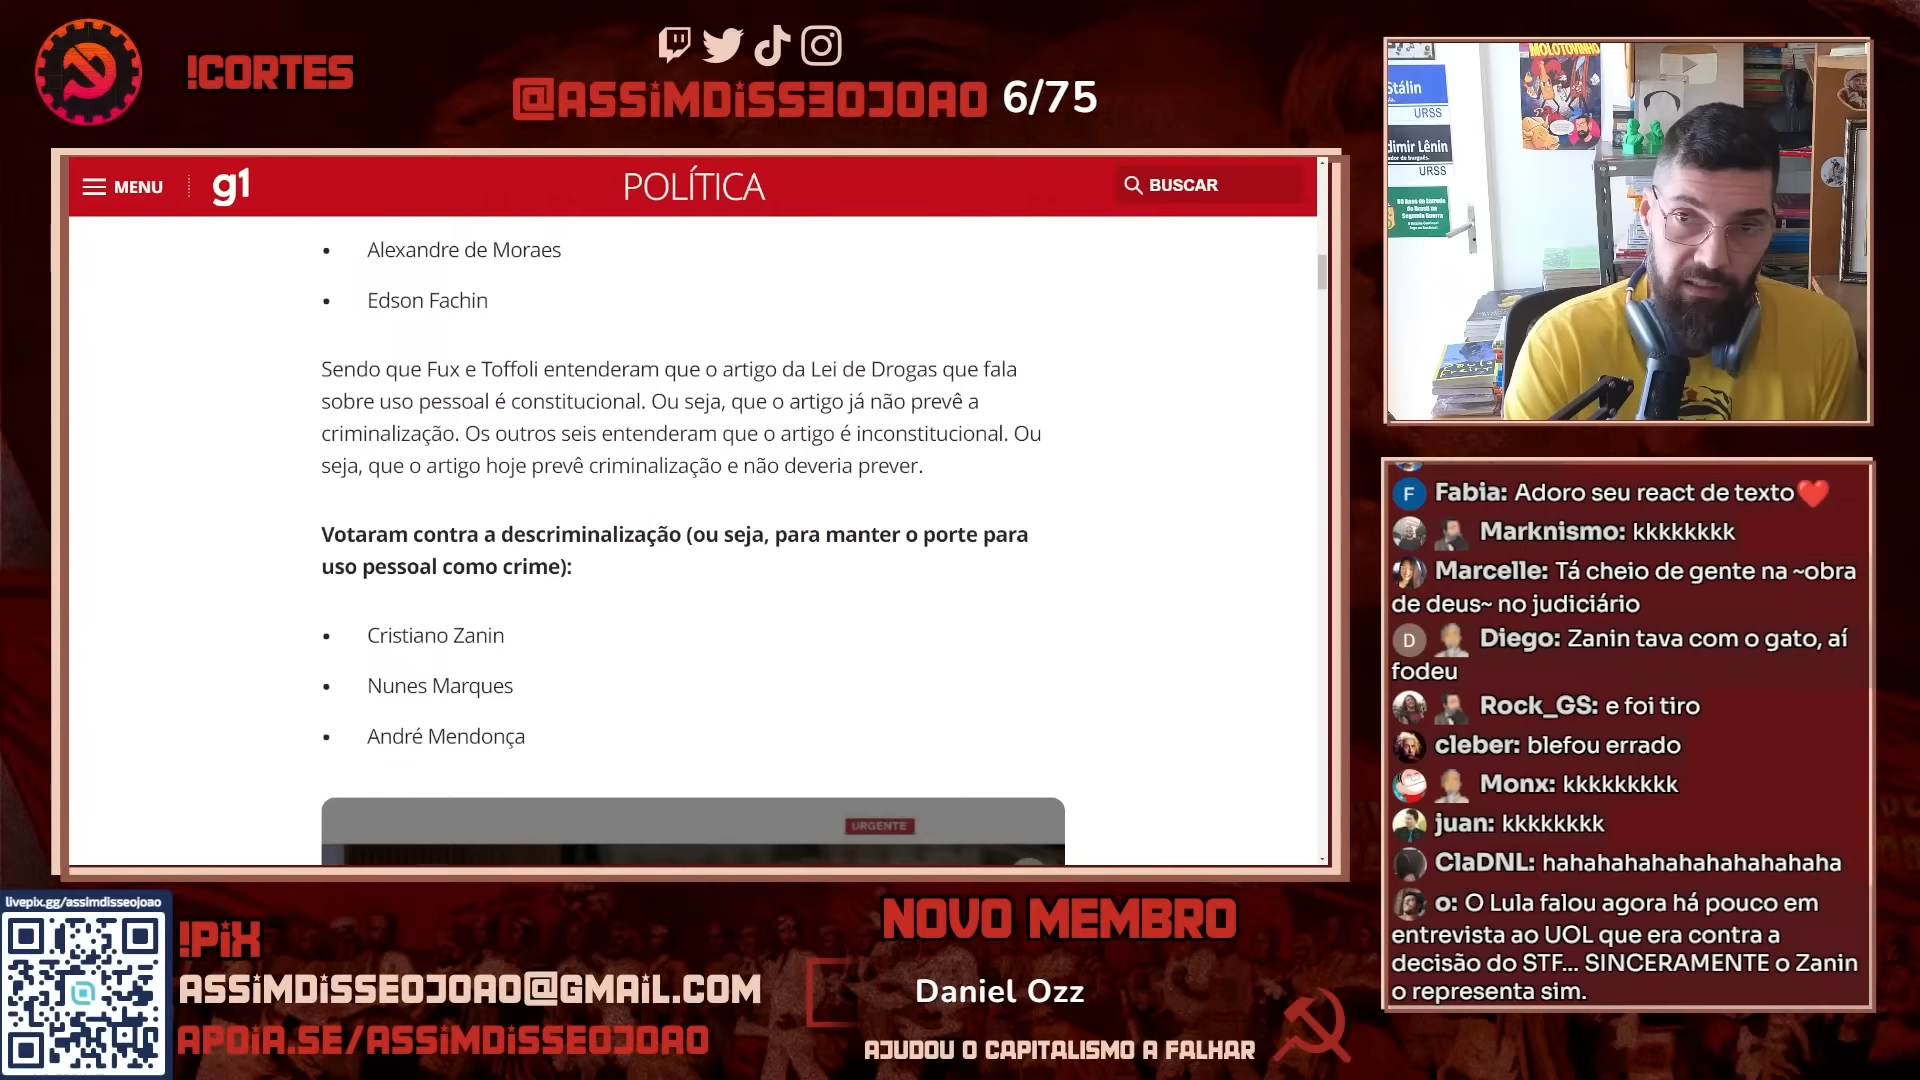 !CORTES
@ASSIMDISSEOJOAO 6/75
MENU
g1
POLÍTICA
BUSCAR
• Alexandre de Moraes
• Edson Fachin
Sendo que Fux e Toffoli entenderam que o artigo da Lei de Drogas que fala
sobre uso pessoal é constitucional. Ou seja, que o artigo já não prevê a
criminalização. Os outros seis entenderam que o artigo é inconstitucional. Ou
seja, que o artigo hoje prevê criminalização e não deveria prever.
Votaram contra a descriminalização (ou seja, para manter o porte para
uso pessoal como crime):
• Cristiano Zanin
• Nunes Marques
• André Mendonça
URGENTE
MOLOTOVINHO
Stálin
URSS
dimir Lênin
URSS
F Fabia: Adoro seu react de texto❤️
Marknismo: kkkkkkkk
Marcelle: Tá cheio de gente na ~obra
de deus~ no judiciário
D Diego: Zanin tava com o gato, aí
fodeu
Rock_GS: e foi tiro
cleber: blefou errado
Monx: kkkkkkkkk
juan: kkkkkkkk
ClaDNL: hahahahahahahahahaha
o: O Lula falou agora há pouco em
entrevista ao UOL que era contra a
decisão do STF... SINCERAMENTE o Zanin
o representa sim.
livepix.gg/assimdisseojoao
!PIX
ASSIMDISSEOJOAO@GMAIL.COM
APOIA.SE/ASSIMDISSEOJOAO
NOVO MEMBRO
Daniel Ozz
AJUDOU O CAPITALISMO A FALHAR